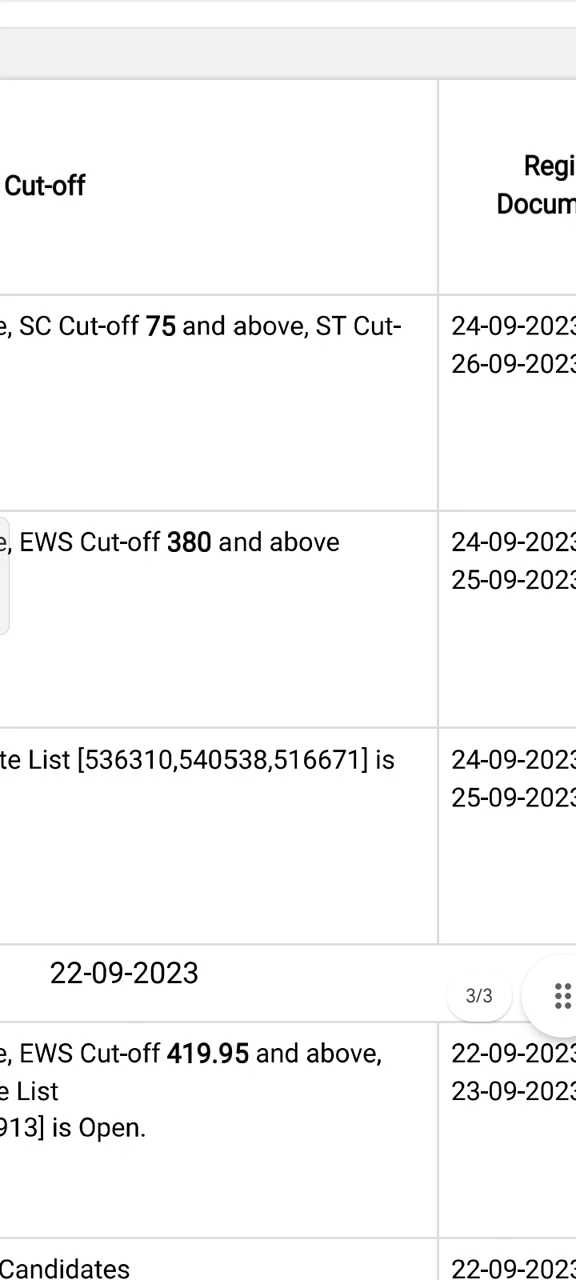 Cut-off
Regi
Docum
e, SC Cut-off 75 and above, ST Cut-
24-09-2023
26-09-2023
e, EWS Cut-off 380 and above
24-09-2023
25-09-2023
te List [536310,540538,516671] is
24-09-2023
25-09-2023
22-09-2023
3/3
e, EWS Cut-off 419.95 and above,
e List
913] is Open.
22-09-2023
23-09-2023
Candidates
22-09-2023